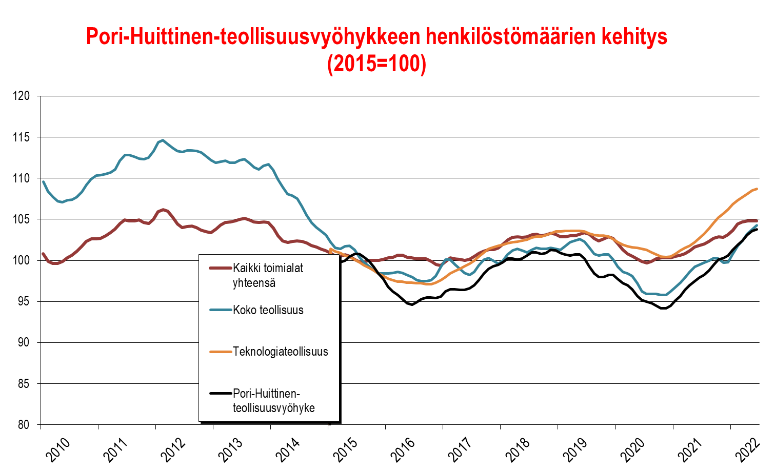 Pori-Huittinen-teollisuusvyöhykkeen henkilöstömäärien kehitys
(2015=100)
120
115
110
105
100
95
90
85
80
Kaikki toimialat
yhteensä
Koko teollisuus
Teknologiateollisuus
Pori-Huittinen-
teollisuusvyöhyke
2010 2011 2012 2013 2014 2015 2016 2017 2018 2019 2020 2021 2022